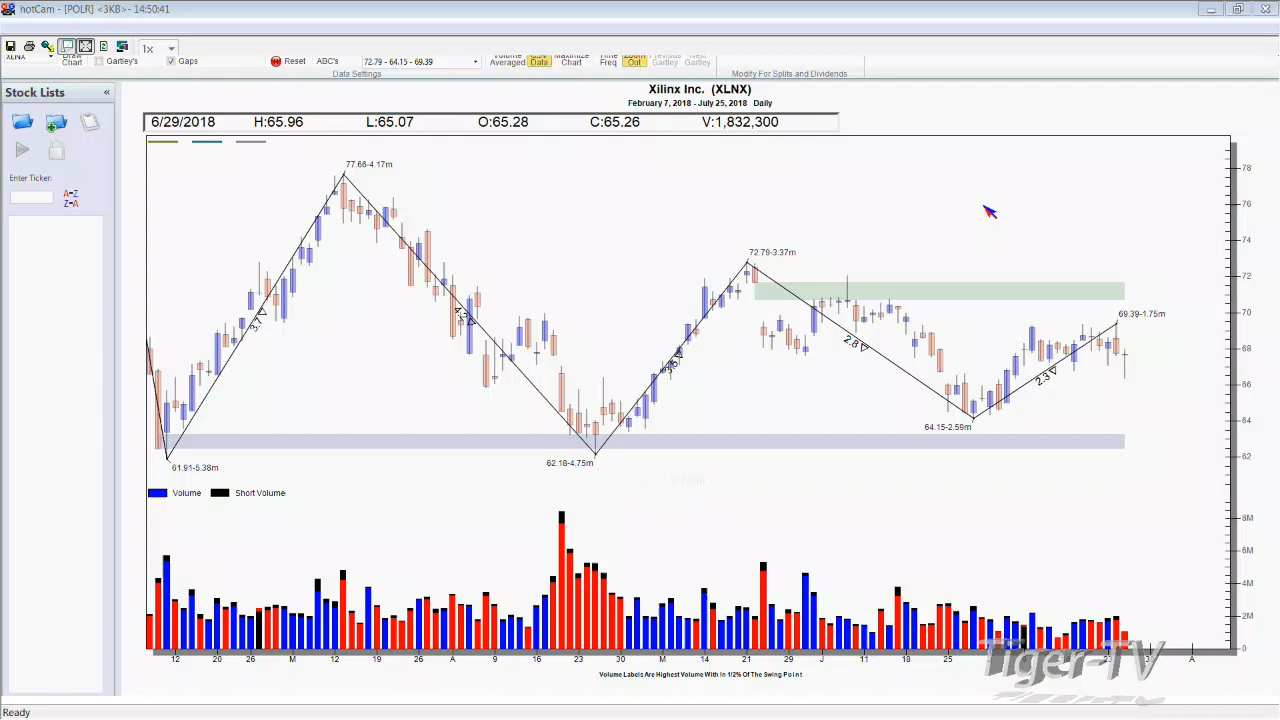 hotCam - [POLR] <3KB>- 14:50:41
1x
XLNX
Chart
Gartley's
Gaps
Reset
ABC's
72.79 - 64.15 - 69.39
Averaged
Data
Chart
Freq
Out
Gartley
Gartley
Data Settings
Modify For Splits and Dividends
Stock Lists «
Enter Ticker:
A-Z
Z-A
Xilinx Inc. (XLNX)
February 7, 2018 - July 25, 2018 Daily
6/29/2018 H:65.96 L:65.07 O:65.28 C:65.26 V:1,832,300
77.66-4.17m
72.79-3.37m
69.39-1.75m
64.15-2.59m
62.18-4.75m
61.91-5.38m
3.7
4.2
3.6
2.8
2.3
78
76
74
72
70
68
66
64
62
Volume Short Volume
8M
6M
4M
2M
0
12 20 26 M 12 20 26 A 16 23 30 M 14 21 29 J 11 18 25 A
Tiger-TV
Volume Labels Are Highest Volume With In 1/2% Of The Swing Point
Ready